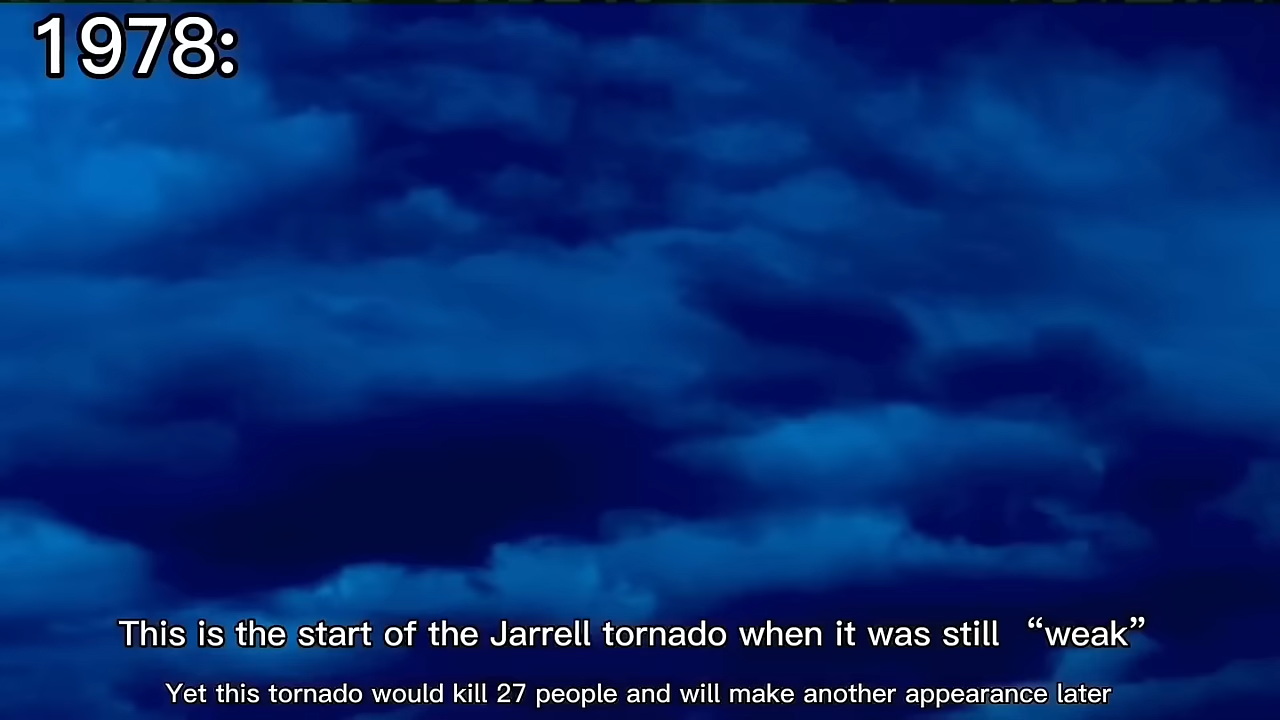 1978:
This is the start of the Jarrell tornado when it was still “weak”
Yet this tornado would kill 27 people and will make another appearance later